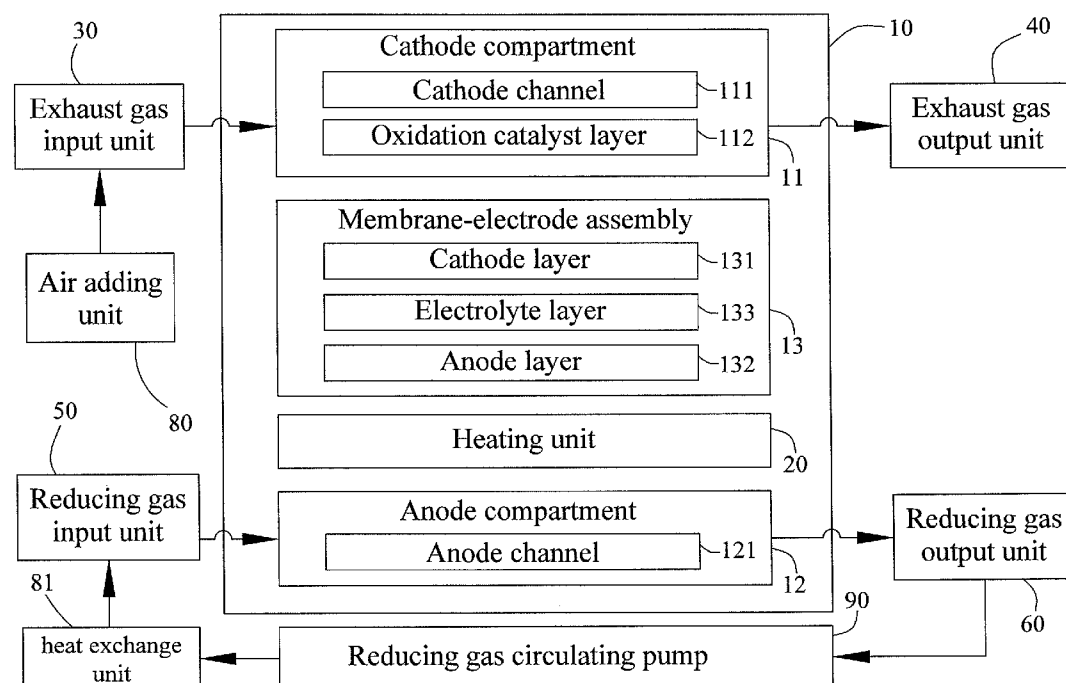 30
Exhaust gas
input unit
Air adding
unit
80
Cathode compartment
Cathode channel
111
Oxidation catalyst layer
112
11
10
40
Exhaust gas
output unit
Membrane-electrode assembly
Cathode layer
131
Electrolyte layer
133
Anode layer
132
13
Heating unit
20
50
Reducing gas
input unit
Anode compartment
Anode channel
121
12
Reducing gas
output unit
60
81
heat exchange
unit
Reducing gas circulating pump
90